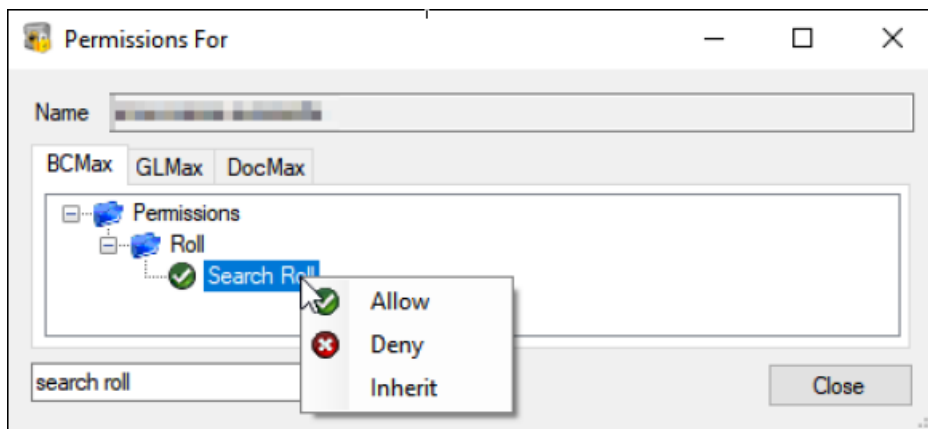 Permissions For
Name
BCMax GLMax DocMax
Permissions
Roll
Search Roll
Allow
Deny
Inherit
search roll
Close